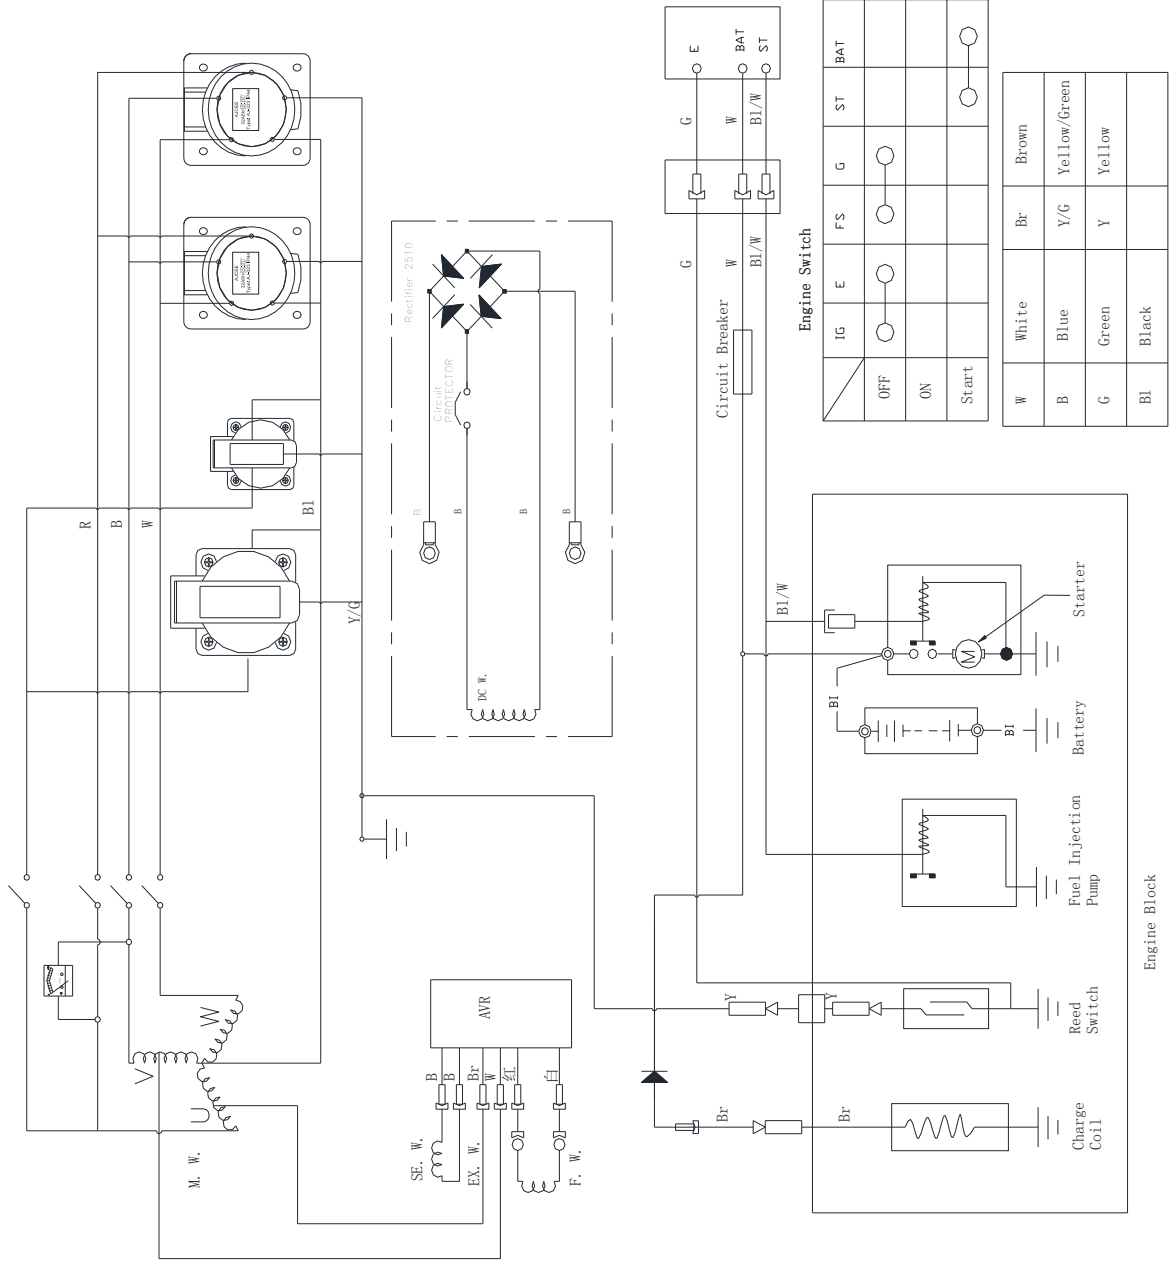 R
B
W
Bl
Y/G
Rectifier 2510
Circuit
PROTECTOR
B
B
B
B
DC W.
E
BAT
ST
G
W
Bl/W
G
W
Bl/W
Circuit Breaker
Engine Switch
IG
E
FS
G
ST
BAT
OFF
ON
Start
W
White
Br
Brown
B
Blue
Y/G
Yellow/Green
G
Green
Y
Yellow
Bl
Black
Bl/W
M
Starter
BI
BI
Battery
Fuel Injection
Pump
Engine Block
Y
Y
Reed
Switch
Br
Br
Charge
Coil
AVR
B
B
Br
W
红
白
SE. W.
EX. W.
F. W.
V
W
U
M. W.